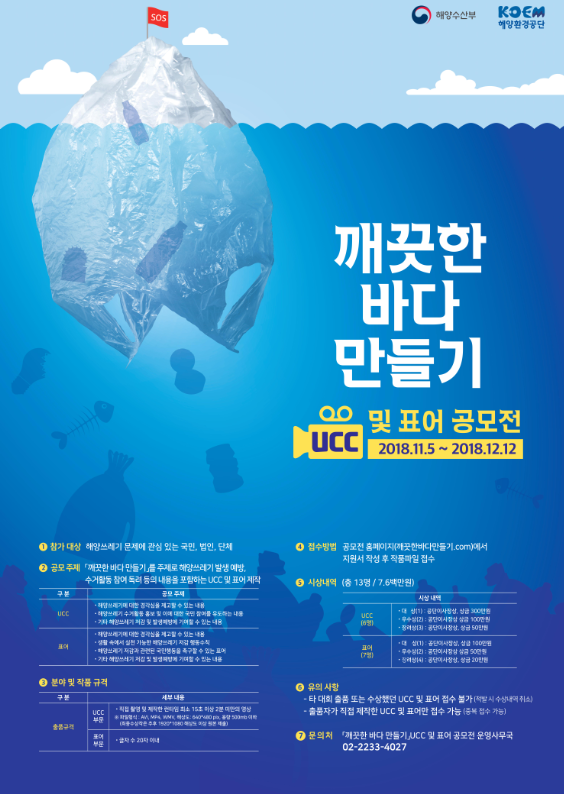 SOS
해양수산부
KOEM
해양환경공단
깨끗한
바다
만들기
UCC
및 표어 공모전
2018.11.5 ~ 2018.12.12
1 참가 대상 해양쓰레기 문제에 관심 있는 국민, 법인, 단체
2 공모 주제 「깨끗한 바다 만들기」를 주제로 해양쓰레기 발생 예방,
수거활동 참여 독려 등의 내용을 포함하는 UCC 및 표어 제작
구 분 공모 주제
UCC
· 해양쓰레기에 대한 경각심을 제고할 수 있는 내용
· 해양쓰레기 수거활동 홍보 및 이에 대한 국민 참여를 유도하는 내용
· 기타 해양쓰레기 저감 및 발생예방에 기여할 수 있는 내용
표어
· 해양쓰레기에 대한 경각심을 제고할 수 있는 내용
· 생활 속에서 실천 가능한 해양쓰레기 저감 행동수칙
· 해양쓰레기 저감과 관련된 국민행동을 촉구할 수 있는 표어
· 기타 해양쓰레기 저감 및 발생예방에 기여할 수 있는 내용
3 분야 및 작품 규격
구 분 세부 내용
출품규격
UCC 부문
· 직접 촬영 및 제작한 런타임 최소 15초 이상 2분 미만의 영상
※ 파일형식 : AVI, MP4, WMV, 해상도 : 640*480 pix, 용량 500mb 이하
(최종수상작은 추후 1920*1080 해상도 이상 원본 제출)
표어 부문
· 글자 수 20자 이내
4 접수방법 공모전 홈페이지(깨끗한바다만들기.com)에서
지원서 작성 후 작품파일 접수
5 시상내역 (총 13명 / 7.6백만원)
시상 내역
UCC
(6명)
· 대 상(1) : 공단이사장상, 상금 300만원
· 우수상(2) : 공단이사장상, 상금 100만원
· 장려상(3) : 공단이사장상, 상금 50만원
표어
(7명)
· 대 상(1) : 공단이사장상, 상금 100만원
· 우수상(2) : 공단이사장상, 상금 50만원
· 장려상(4) : 공단이사장상, 상금 20만원
6 유의 사항
- 타 대회 출품 또는 수상했던 UCC 및 표어 접수 불가 (적발 시 수상내역 취소)
- 출품자가 직접 제작한 UCC 및 표어만 접수 가능 (중복 접수 가능)
7 문의처 「깨끗한 바다 만들기」UCC 및 표어 공모전 운영사무국
02-2233-4027